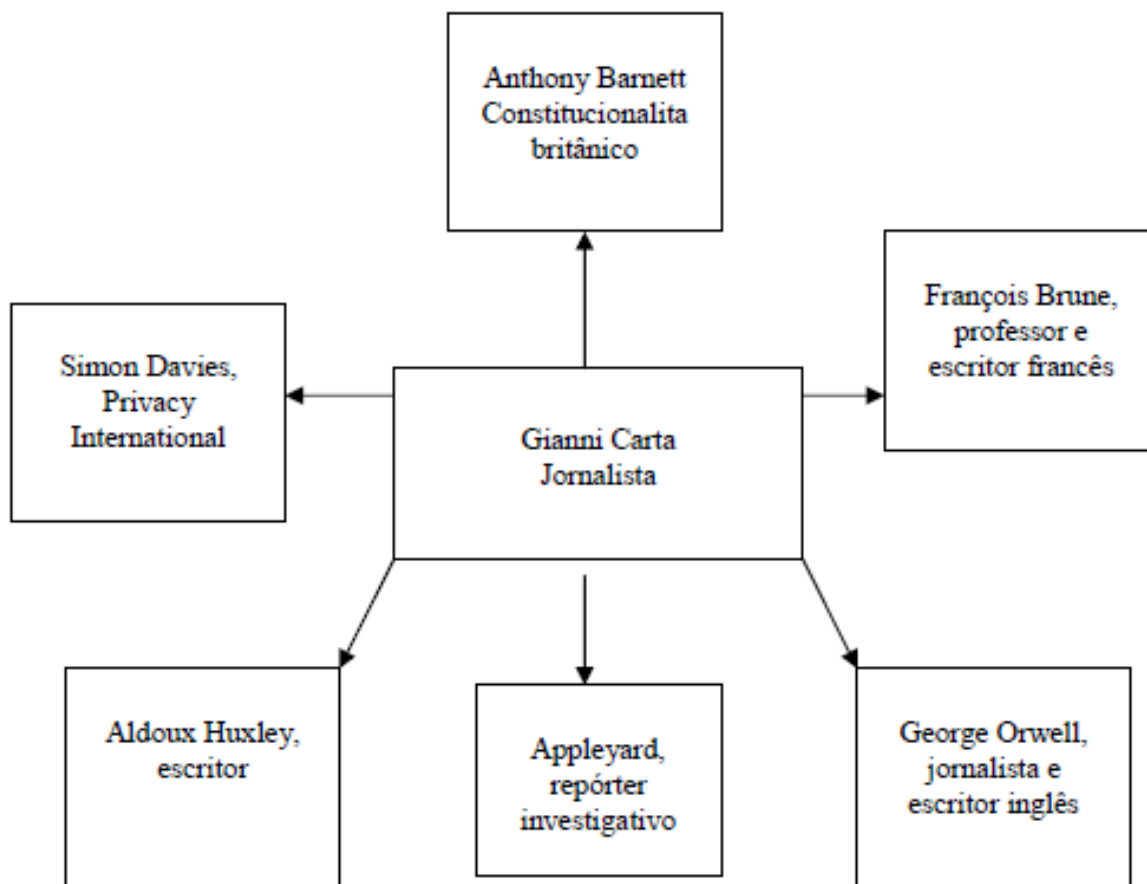 Anthony Barnett
Constitucionalita
britânico
François Brune,
professor e
escritor francês
Simon Davies,
Privacy
International
Gianni Carta
Jornalista
Aldoux Huxley,
escritor
Appleyard,
repórter
investigativo
George Orwell,
jornalista e
escritor inglês